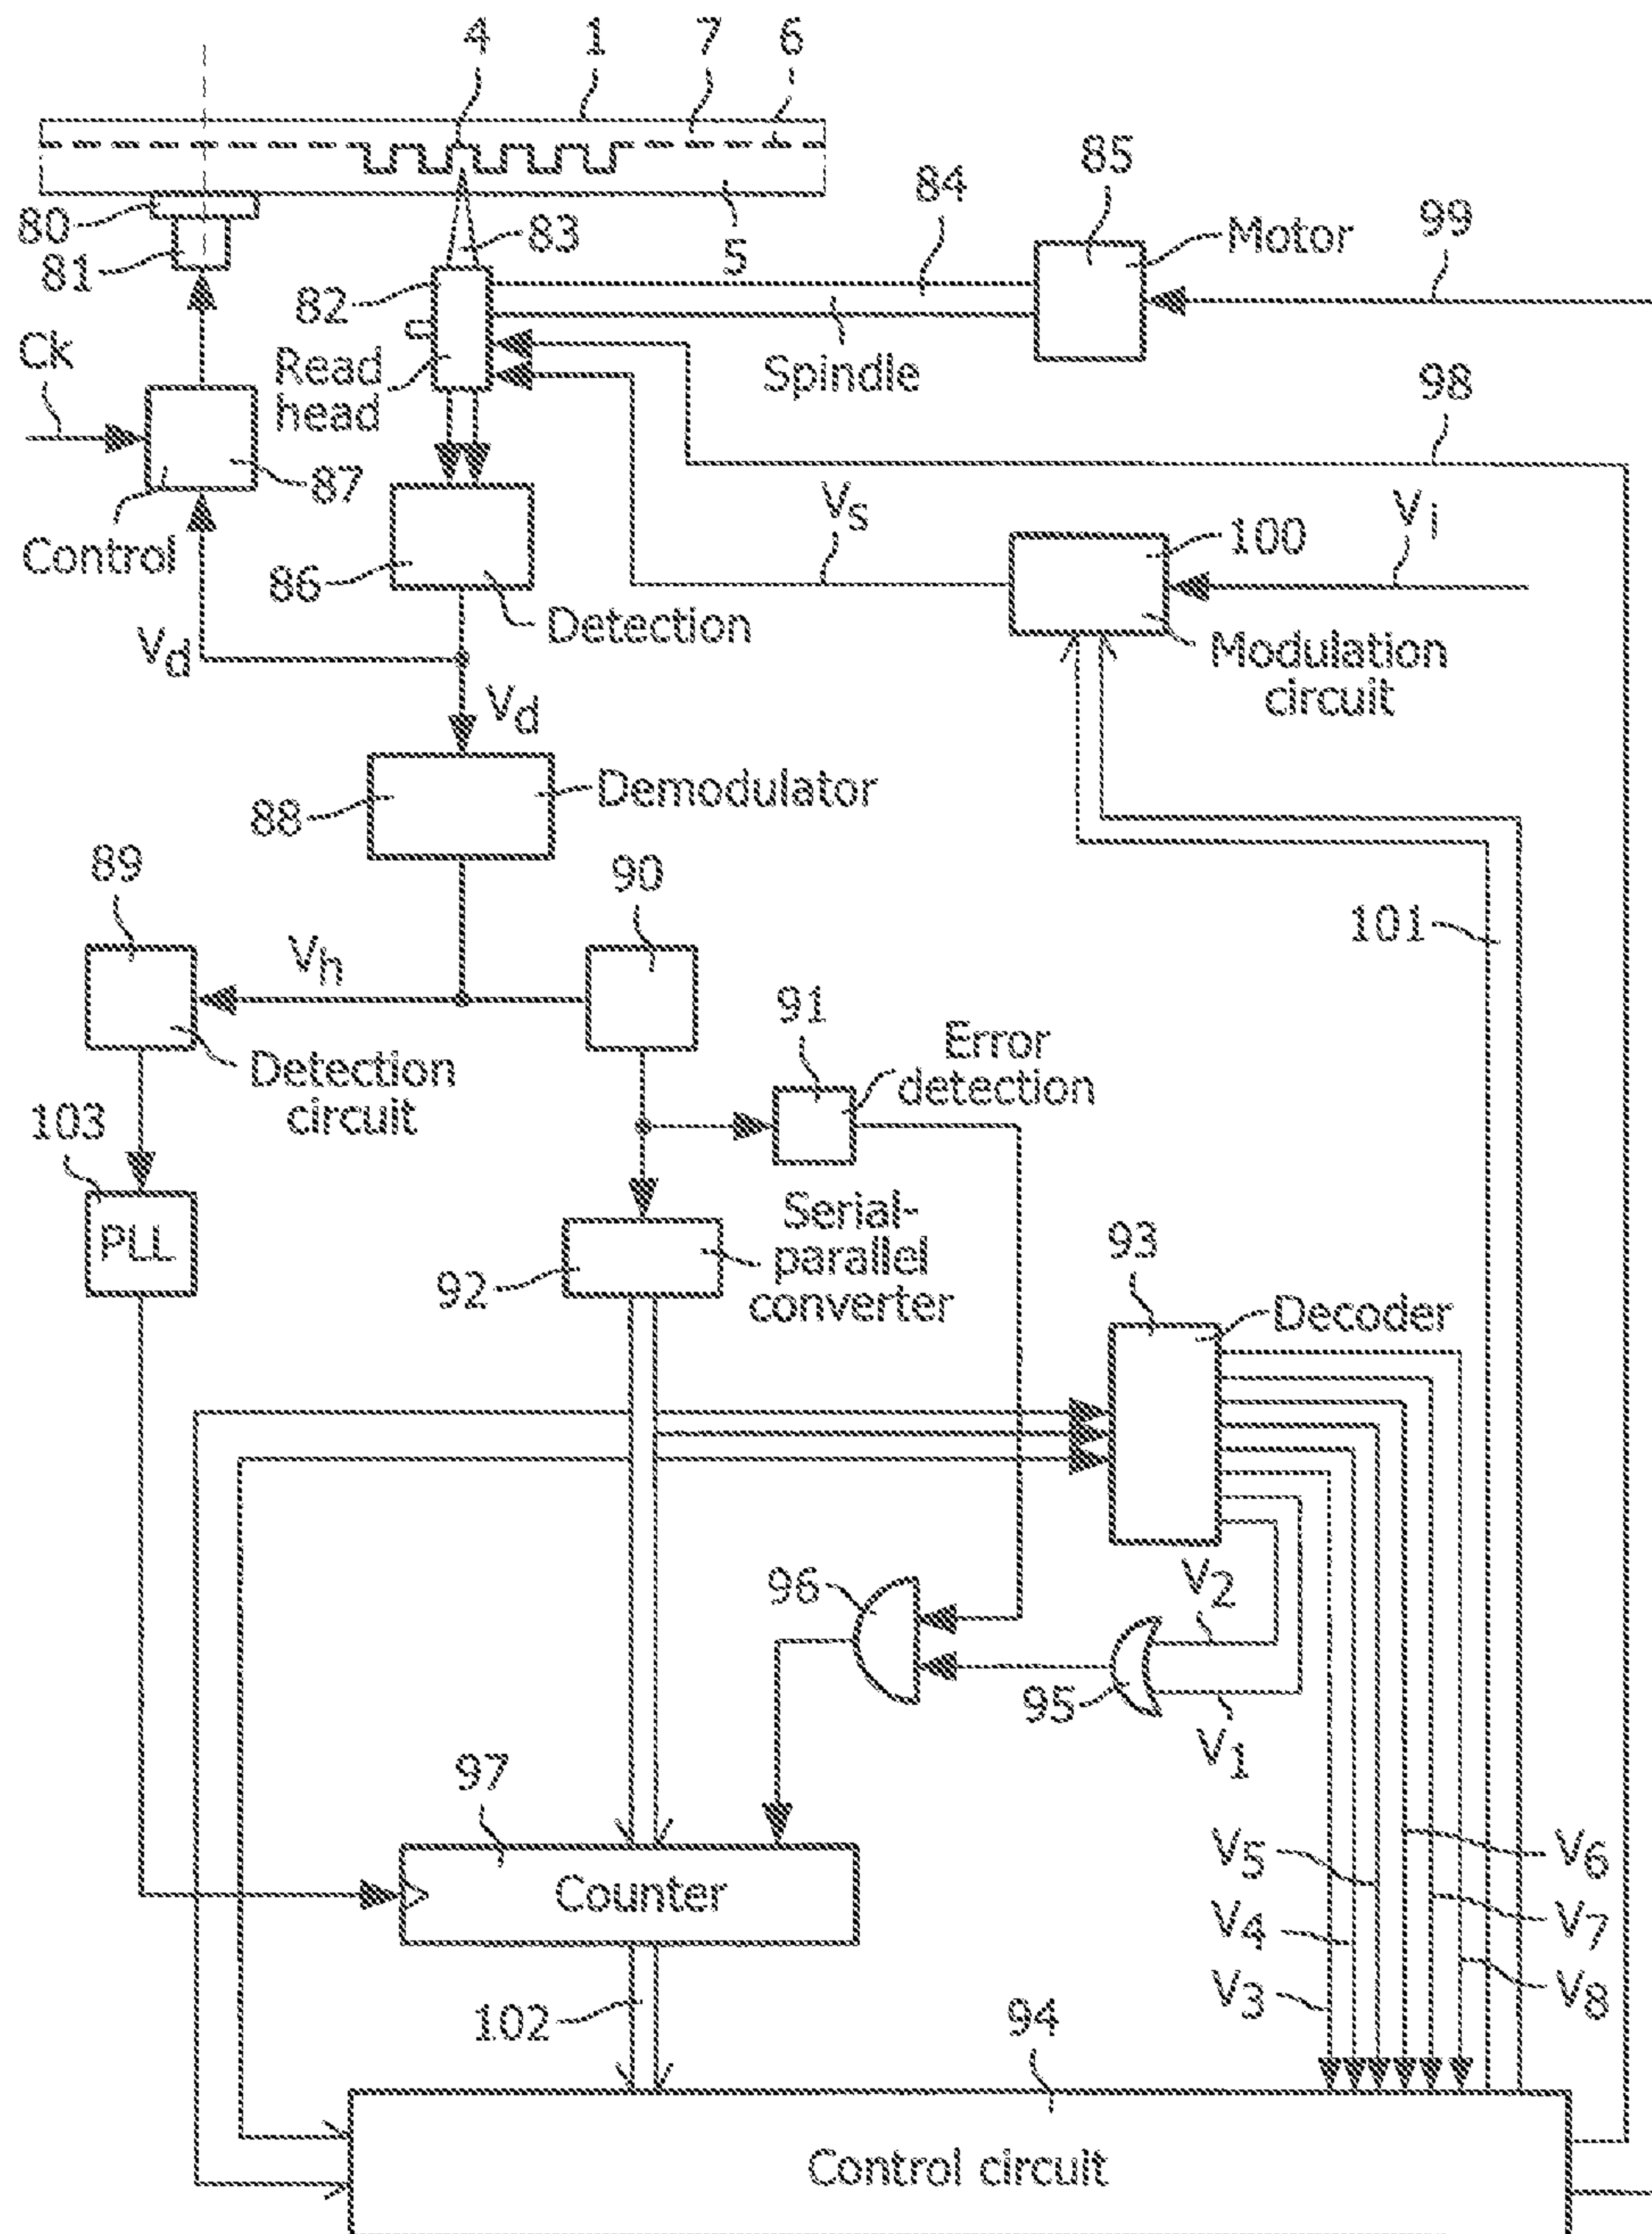 4 1 7 6
85
84
99
80
83
Motor
81
5
82
Ck
Read
head
Spindle
98
87
Vs
Vi
100
Control
86
Detection
Vd
Modulation
circuit
Vd
Demodulator
88
89
90
101
Vh
91
Error
detection
Detection
circuit
103
Serial-
parallel
converter
PLL
93
92
Decoder
96
V2
95
V1
97
V5
V6
Counter
V4
V7
V3
V8
102
94
Control circuit